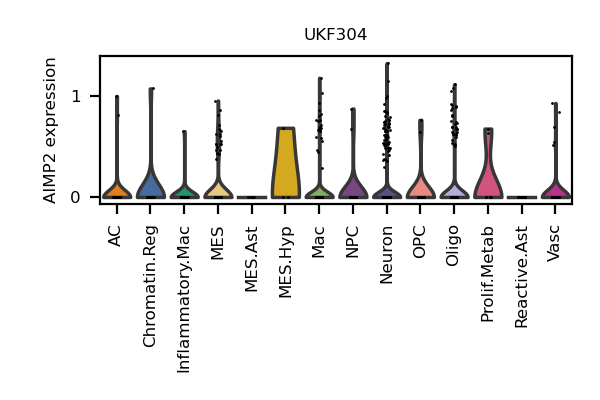 UKF304
AIMP2 expression
1
0
AC
Chromatin.Reg
Inflammatory.Mac
MES
MES.Ast
MES.Hyp
Mac
NPC
Neuron
OPC
Oligo
Prolif.Metab
Reactive.Ast
Vasc